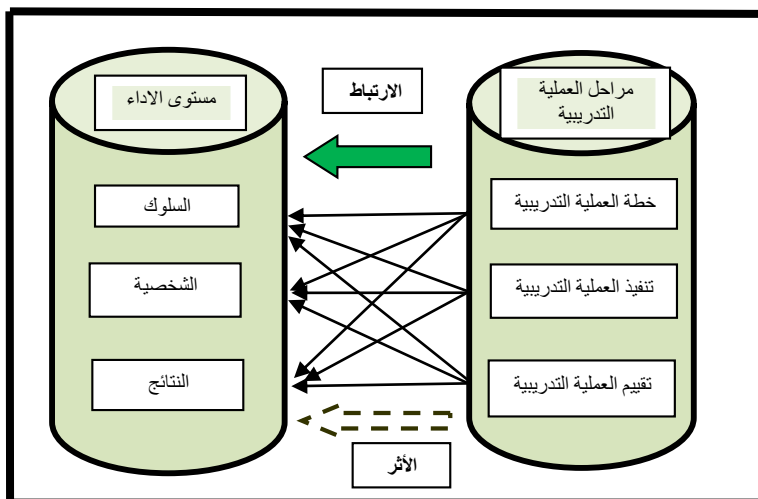 مراحل العملية
التدريبية
الارتباط
مستوى الاداء
خطة العملية التدريبية
السلوك
تنفيذ العملية التدريبية
الشخصية
تقييم العملية التدريبية
النتائج
الأثر